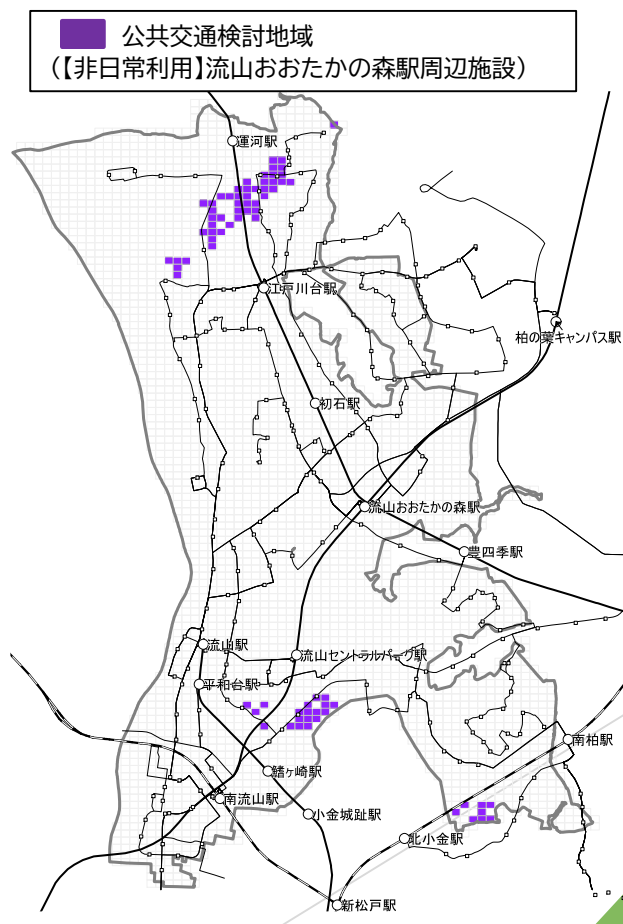 公共交通検討地域
(【非日常利用】流山おおたかの森駅周辺施設)
運河駅
江戸川台駅
柏の葉キャンパス駅
初石駅
流山おおたかの森駅
豊四季駅
流山駅
流山セントラルパーク駅
平和台駅
南柏駅
鰭ヶ崎駅
南流山駅
小金城趾駅
北小金駅
新松戸駅